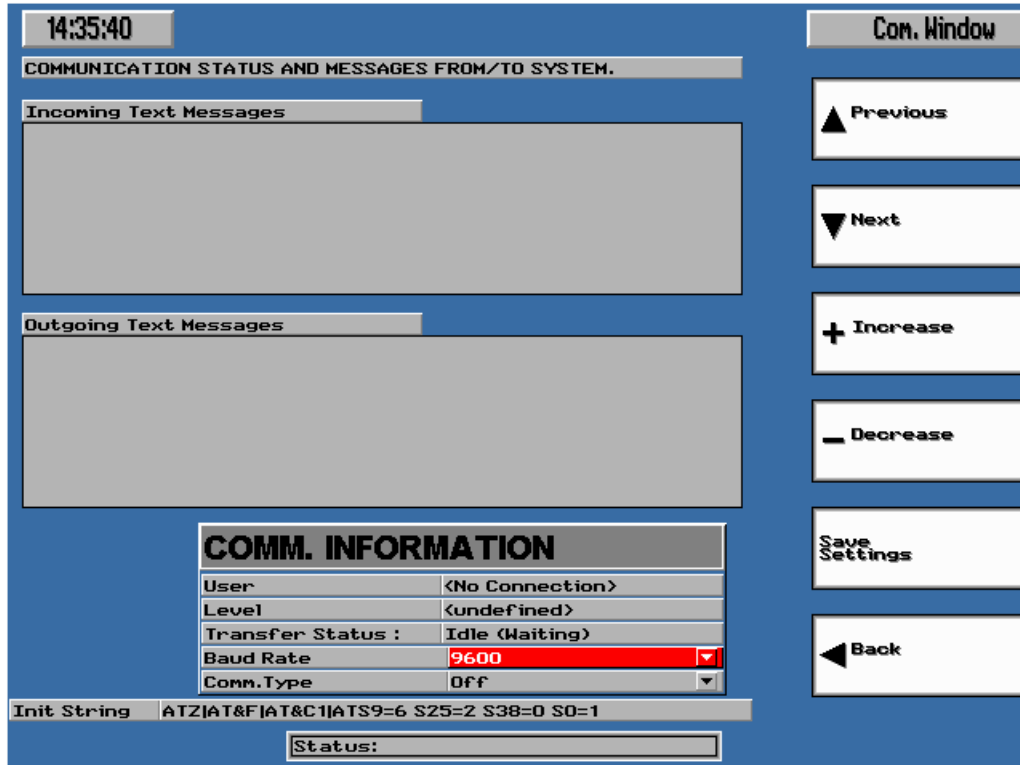 14:35:40
Com. Window
COMMUNICATION STATUS AND MESSAGES FROM/TO SYSTEM.
Incoming Text Messages
Outgoing Text Messages
COMM. INFORMATION
User <No Connection>
Level <undefined>
Transfer Status : Idle (Waiting)
Baud Rate 9600
Comm.Type Off
Init String ATZ|AT&F|AT&C1|ATS9=6 S25=2 S38=0 S0=1
Status:
Previous
Next
+ Increase
- Decrease
Save
Settings
Back